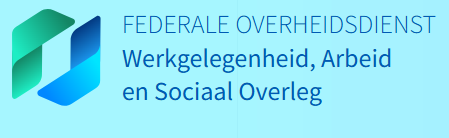 FEDERALE OVERHEIDSDIENST
Werkgelegenheid, Arbeid
en Sociaal Overleg